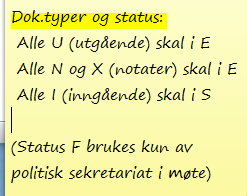 Dok.typer og status:
Alle U (utgående) skal i E
Alle N og X (notater) skal i E
Alle I (inngående) skal i S
(Status F brukes kun av
politisk sekretariat i møte)